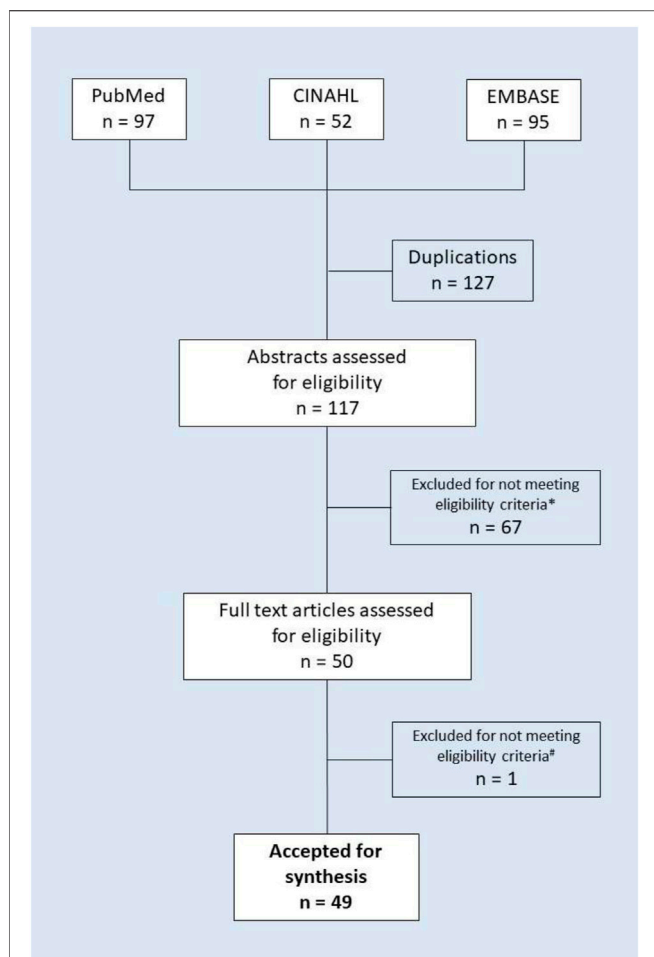 PubMed
n = 97
CINAHL
n = 52
EMBASE
n = 95
Duplications
n = 127
Abstracts assessed
for eligibility
n = 117
Excluded for not meeting
eligibility criteria*
n = 67
Full text articles assessed
for eligibility
n = 50
Excluded for not meeting
eligibility criteria#
n = 1
Accepted for
synthesis
n = 49